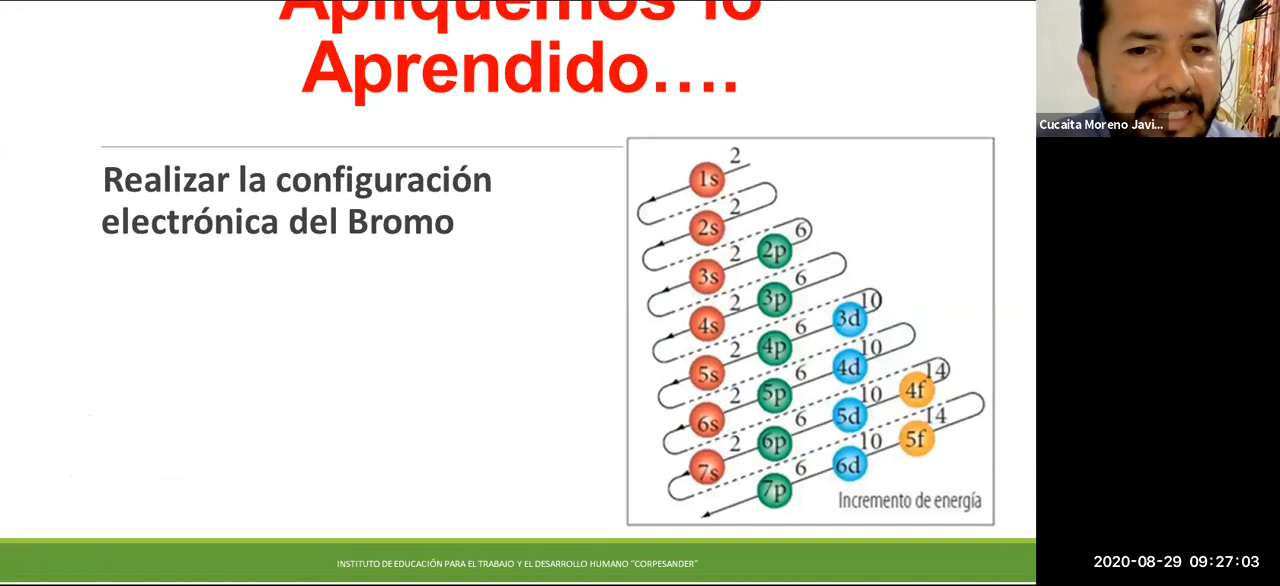 Apliquemos lo
Aprendido….
Realizar la configuración
electrónica del Bromo
2
1s
2
2s
6
2
2p
3s
6
2
3p
10
4s
6
3d
2
4p
10
5s
6
4d
14
2
5p
10
4f
6s
6
5d
14
2
6p
10
5f
7s
6
6d
7p
Incremento de energía
INSTITUTO DE EDUCACIÓN PARA EL TRABAJO Y EL DESARROLLO HUMANO "CORPESANDER"
Cucaita Moreno Javi...
2020-08-29 09:27:03